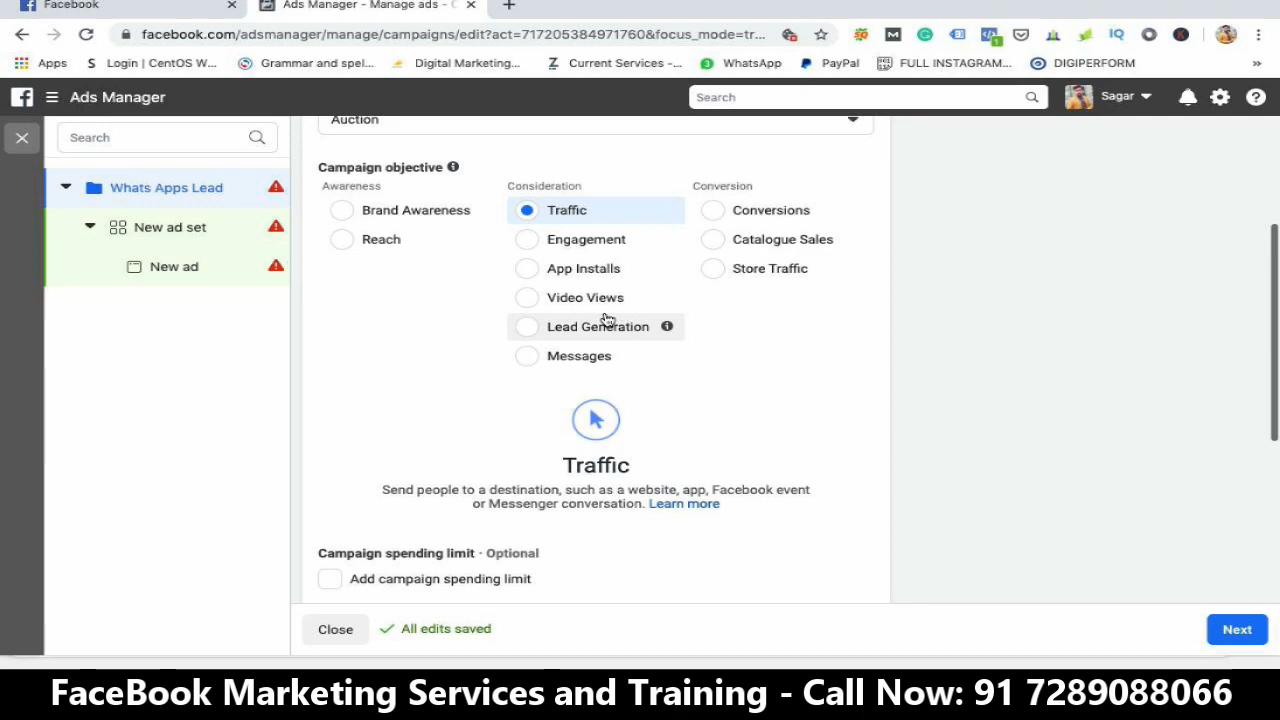 Facebook
Ads Manager - Manage ads - C
facebook.com/adsmanager/manage/campaigns/edit?act=717205384971760&focus_mode=tr...
Apps
Login | CentOS W...
Grammar and spel...
Digital Marketing...
Current Services -...
WhatsApp
PayPal
FULL INSTAGRAM...
DIGIPERFORM
»
Ads Manager
Search
Sagar
Search
Whats Apps Lead
New ad set
New ad
Auction
Campaign objective
Awareness
Consideration
Conversion
Brand Awareness
Traffic
Conversions
Reach
Engagement
Catalogue Sales
App Installs
Store Traffic
Video Views
Lead Generation
Messages
Traffic
Send people to a destination, such as a website, app, Facebook event
or Messenger conversation. Learn more
Campaign spending limit · Optional
Add campaign spending limit
Close
All edits saved
Next
FaceBook Marketing Services and Training - Call Now: 91 7289088066